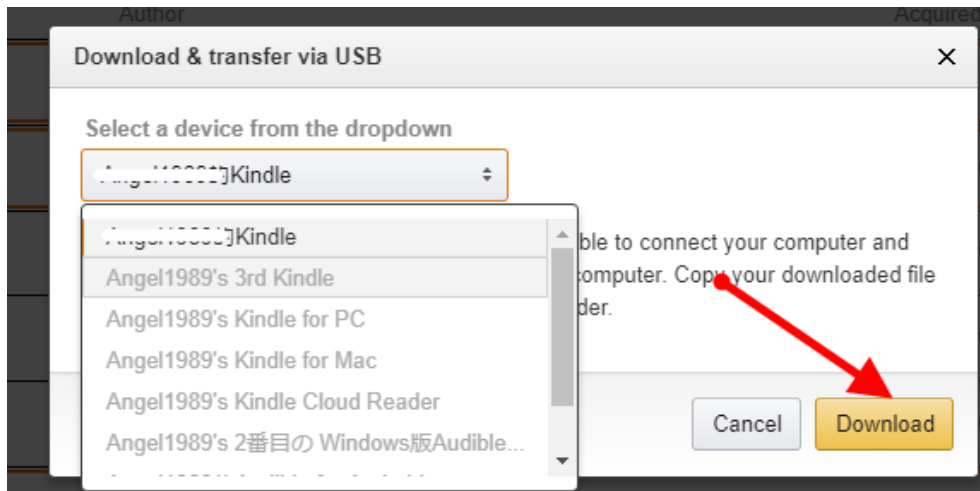 Author Acquired
Download & transfer via USB
Select a device from the dropdown
Kindle
Kindle
ble to connect your computer and
Angel1989's 3rd Kindle
computer. Copy your downloaded file
Angel1989's Kindle for PC
der.
Angel1989's Kindle for Mac
Angel1989's Kindle Cloud Reader
Cancel Download
Angel1989's 2番目の Windows版Audible...